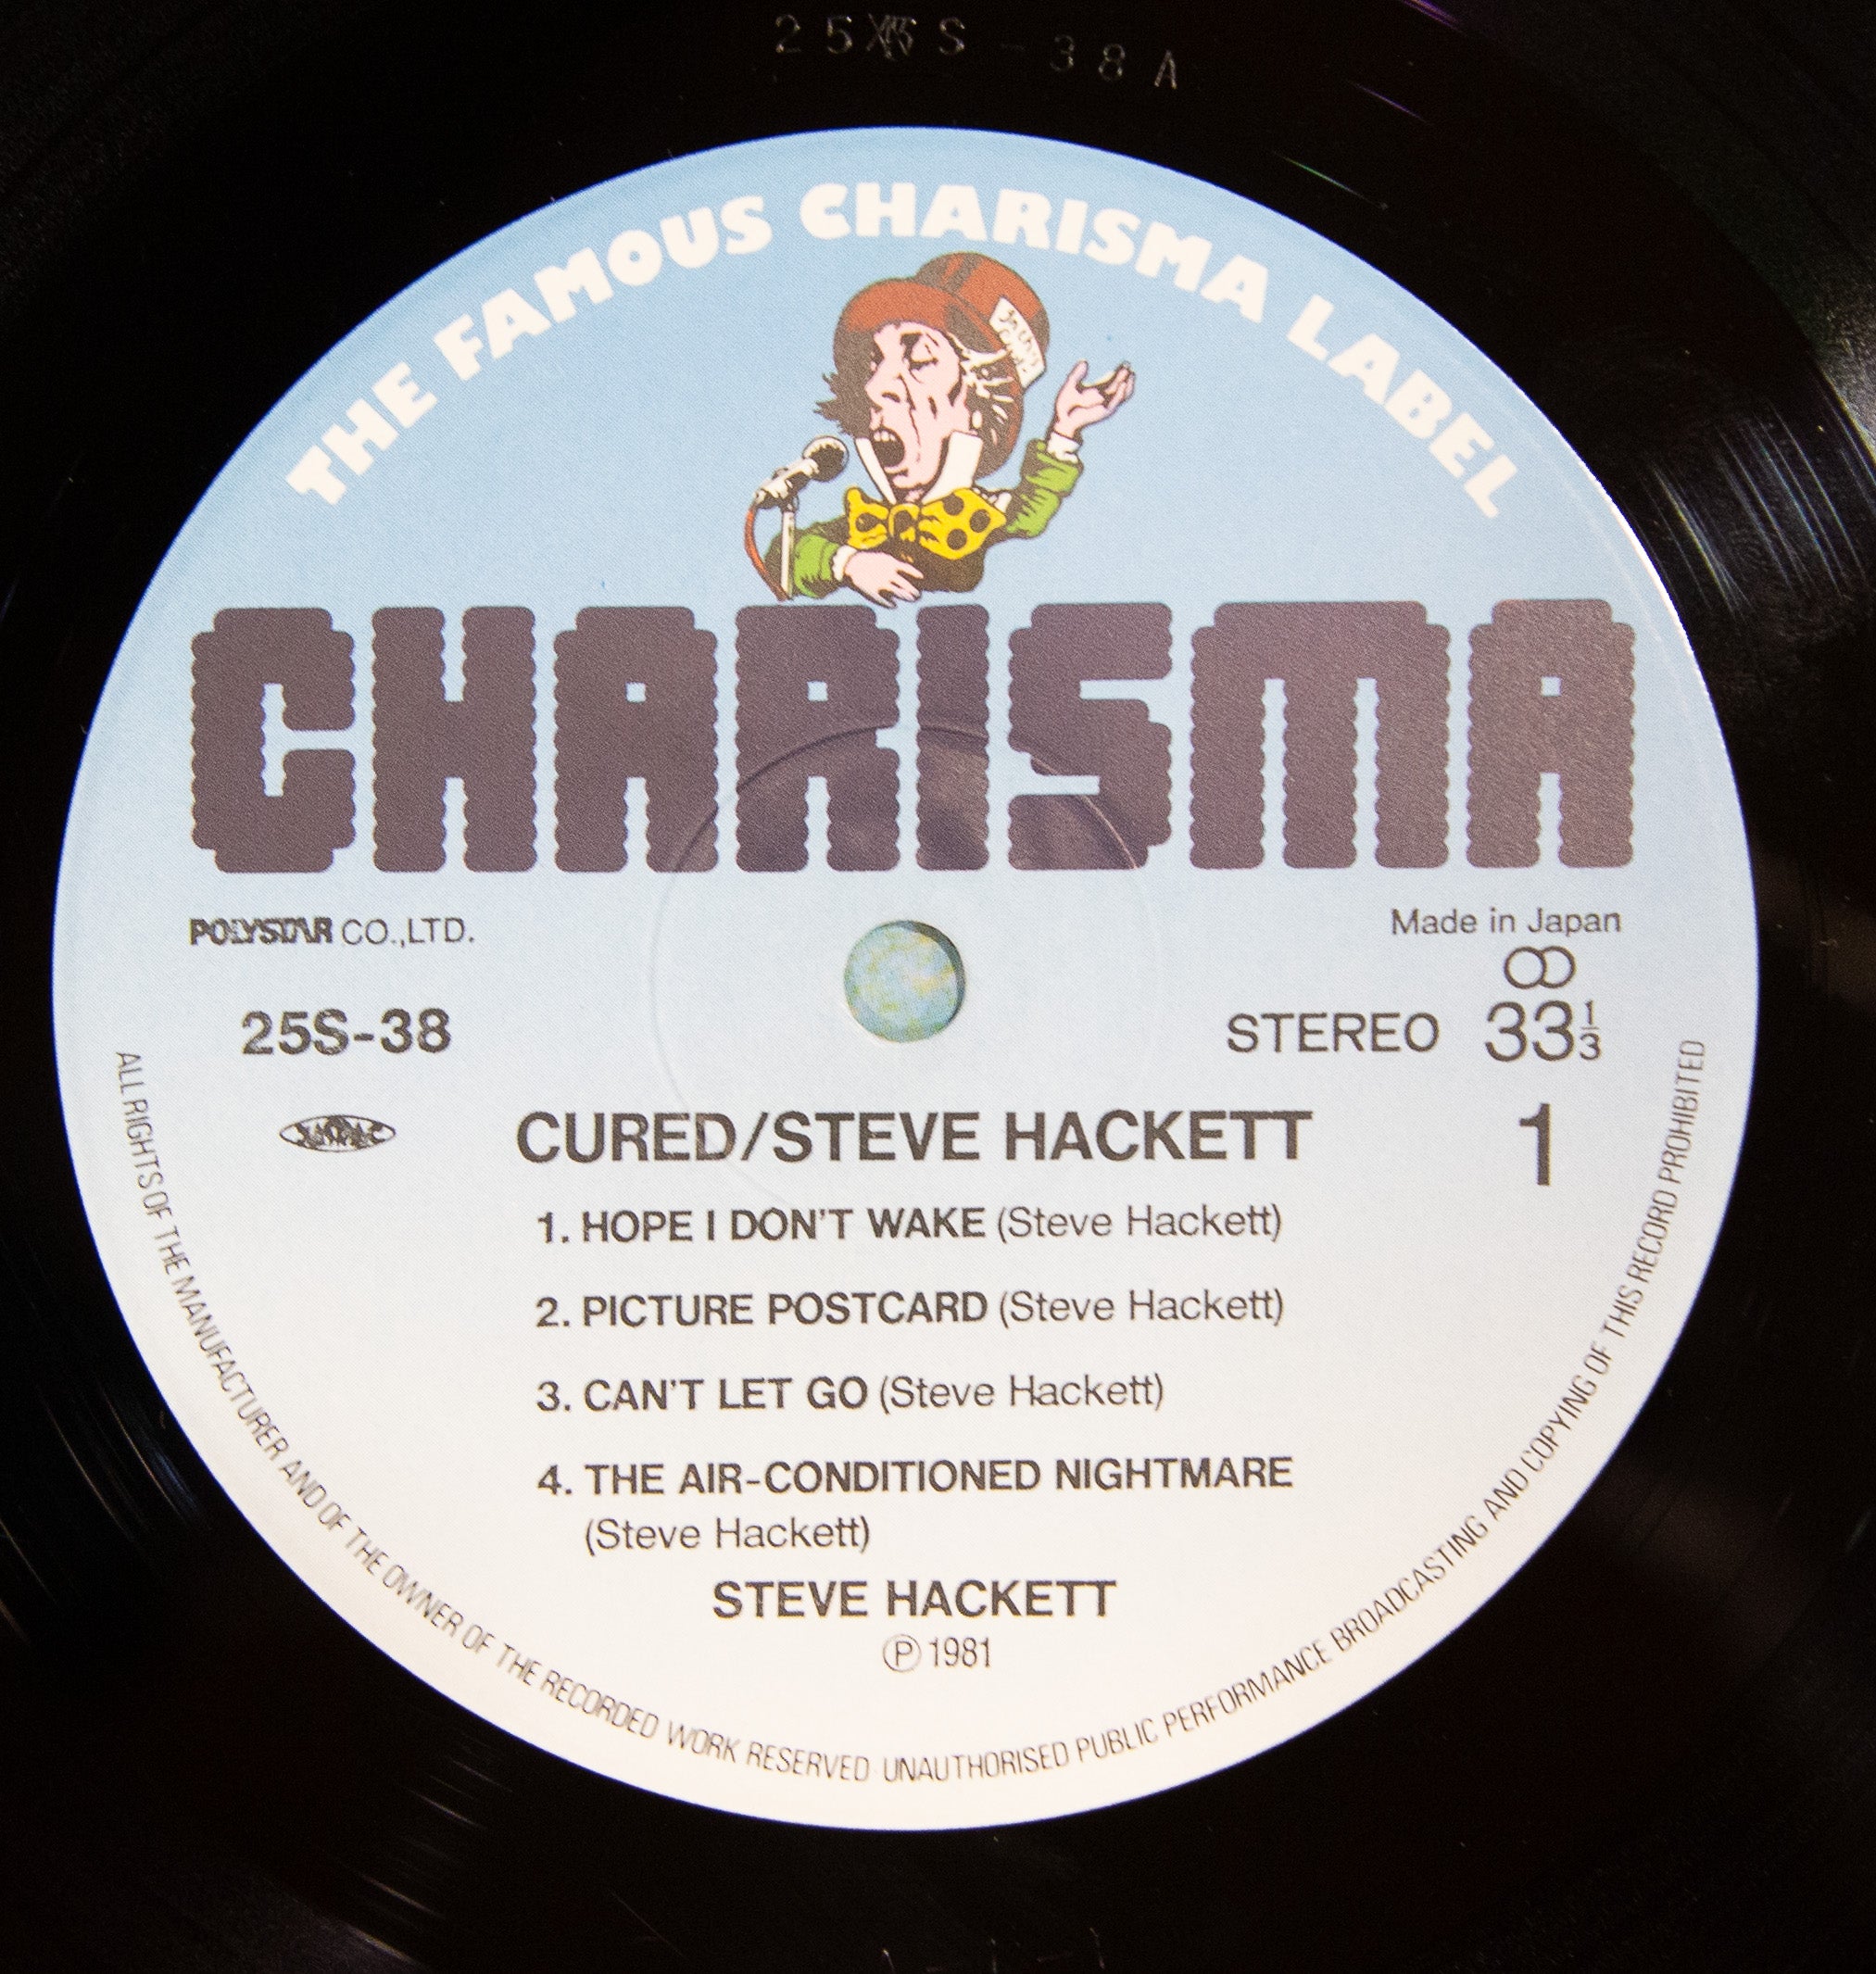 THE FAMOUS CHARISMA LABEL
CHARISMA
POLYSTAR CO.,LTD.
Made in Japan
25S-38
STEREO 33⅓
CURED/STEVE HACKETT
1
1. HOPE I DON'T WAKE (Steve Hackett)
2. PICTURE POSTCARD (Steve Hackett)
3. CAN'T LET GO (Steve Hackett)
4. THE AIR-CONDITIONED NIGHTMARE
(Steve Hackett)
STEVE HACKETT
Ⓟ 1981
ALL RIGHTS OF THE MANUFACTURER AND OF THE OWNER OF THE RECORDED WORK RESERVED UNAUTHORISED PUBLIC PERFORMANCE BROADCASTING AND COPYING OF THIS RECORD PROHIBITED